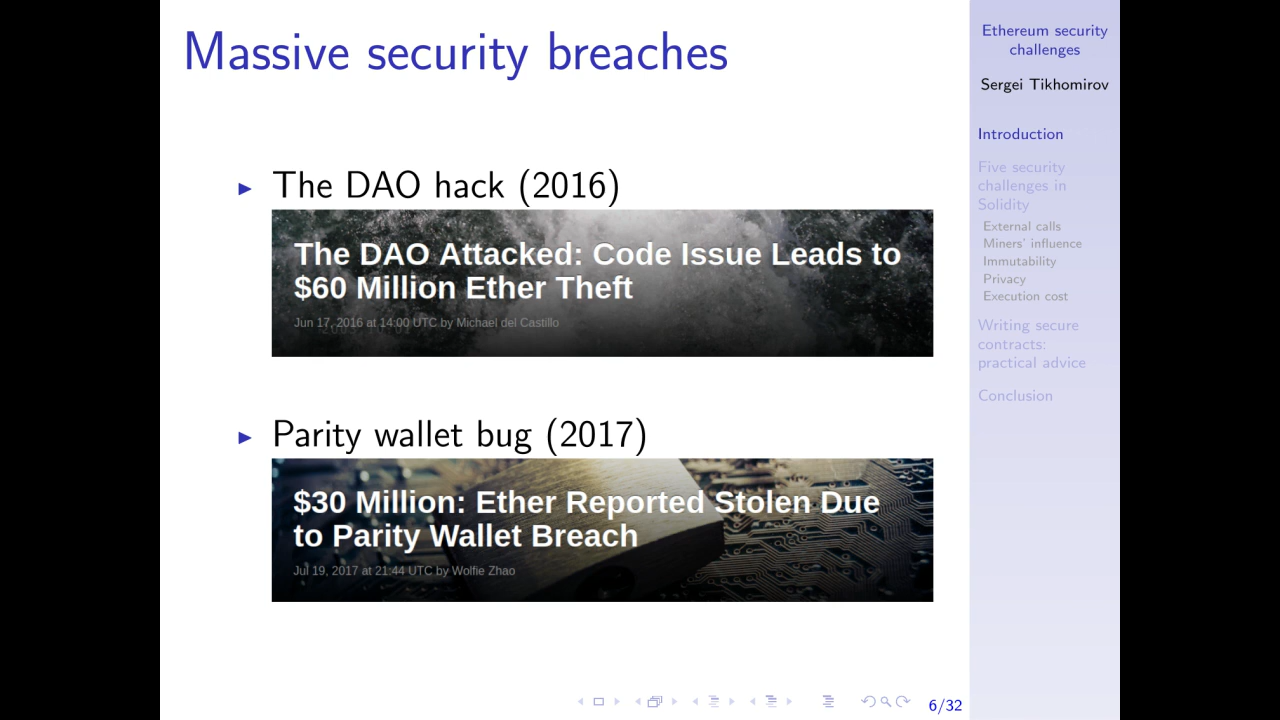 Massive security breaches
▶ The DAO hack (2016)
The DAO Attacked: Code Issue Leads to
$60 Million Ether Theft
Jun 17, 2016 at 14:00 UTC by Michael del Castillo
▶ Parity wallet bug (2017)
$30 Million: Ether Reported Stolen Due
to Parity Wallet Breach
Jul 19, 2017 at 21:44 UTC by Wolfie Zhao
Ethereum security
challenges
Sergei Tikhomirov
Introduction
Five security
challenges in
Solidity
External calls
Miners' influence
Immutability
Privacy
Execution cost
Writing secure
contracts:
practical advice
Conclusion
6/32